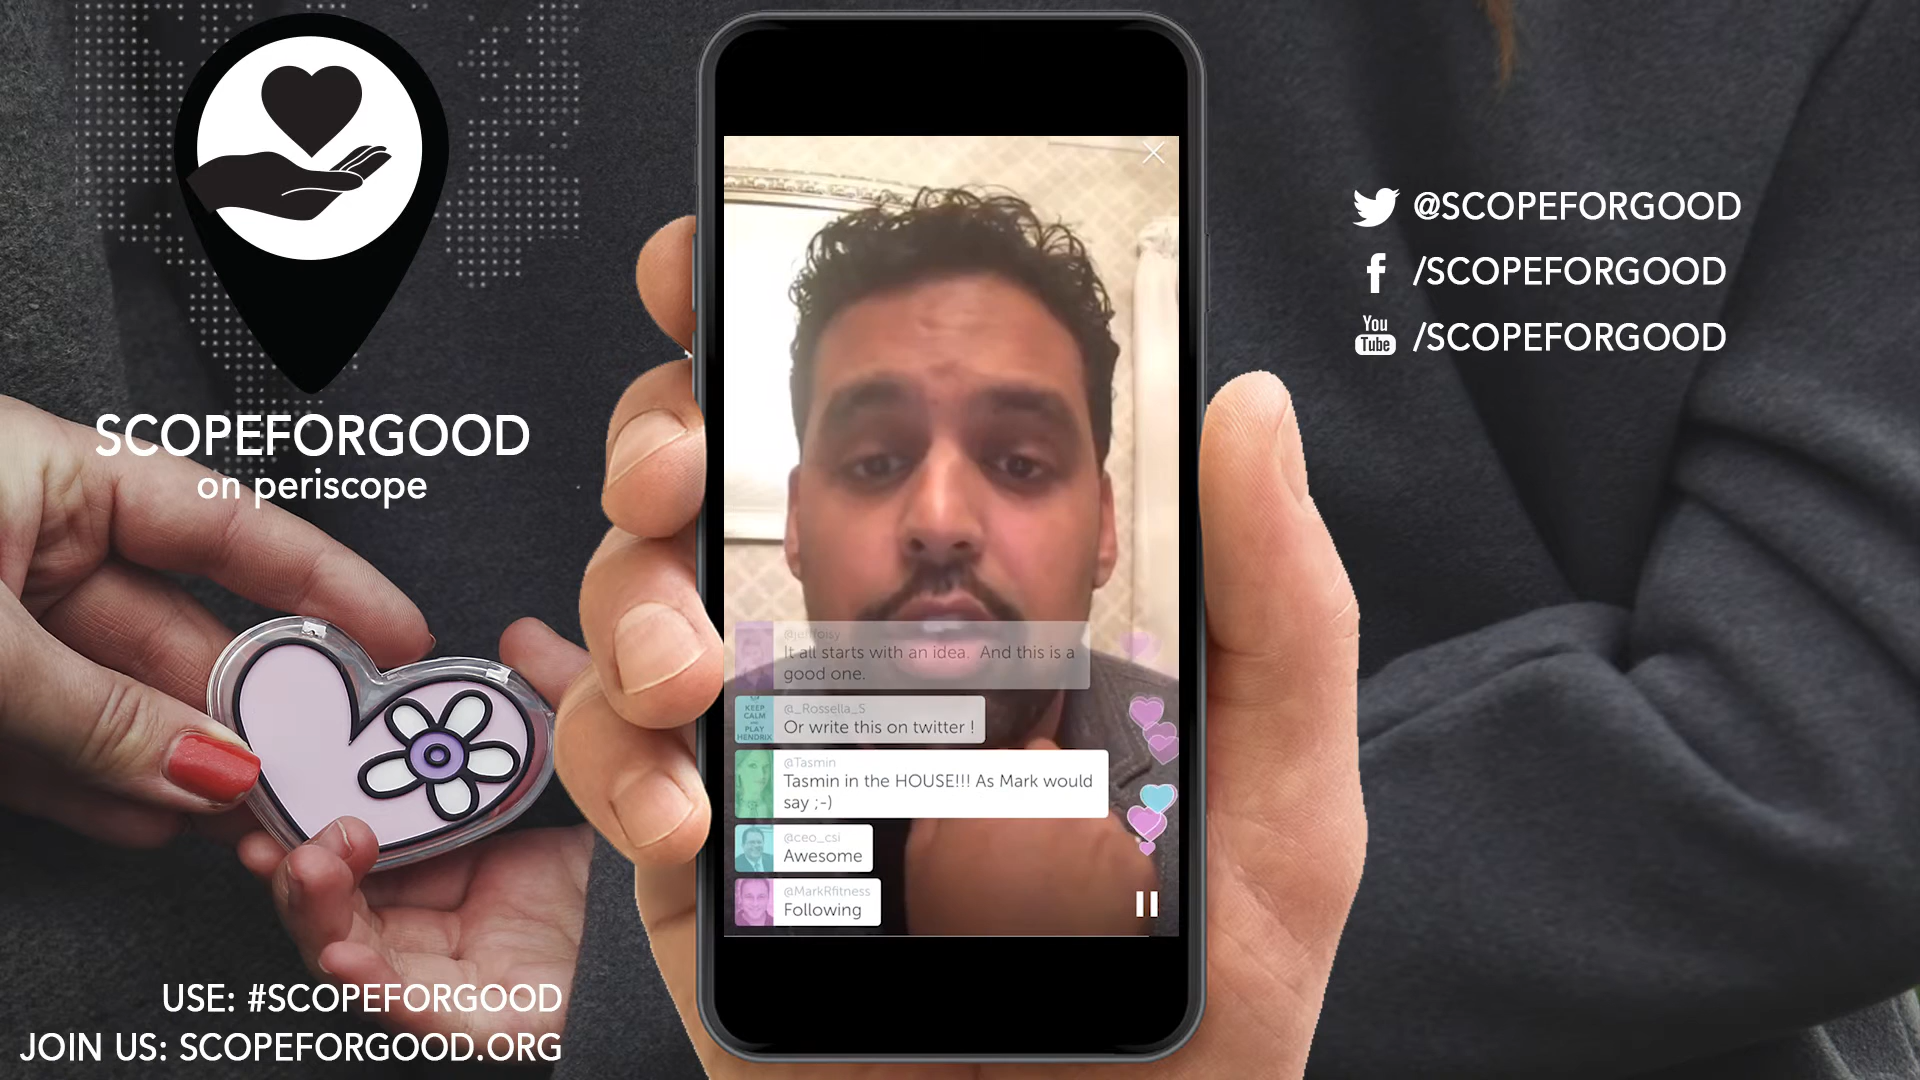 SCOPEFORGOOD
on periscope
@SCOPEFORGOOD
f /SCOPEFORGOOD
You
Tube /SCOPEFORGOOD
@jeffoisy
It all starts with an idea. And this is a
good one.
KEEP
CALM
AND
PLAY
HENDRIX
@_Rossella_S
Or write this on twitter !
@Tasmin
Tasmin in the HOUSE!!! As Mark would
say ;-)
@ceo_csi
Awesome
@MarkRfitness
Following
USE: #SCOPEFORGOOD
JOIN US: SCOPEFORGOOD.ORG